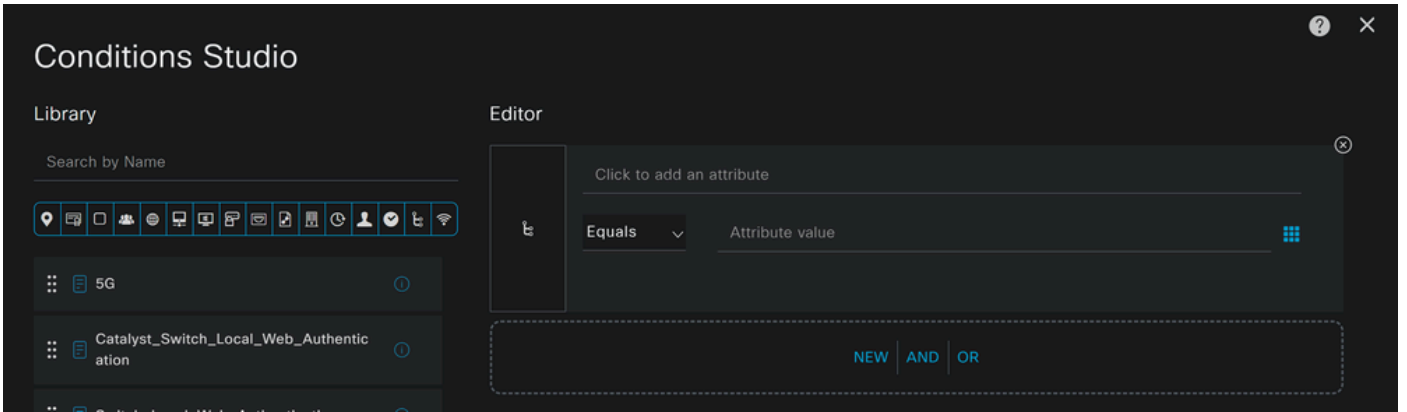 Conditions Studio
Library
Search by Name
5G
Catalyst_Switch_Local_Web_Authentic
ation
Editor
Click to add an attribute
Equals
Attribute value
NEW AND OR